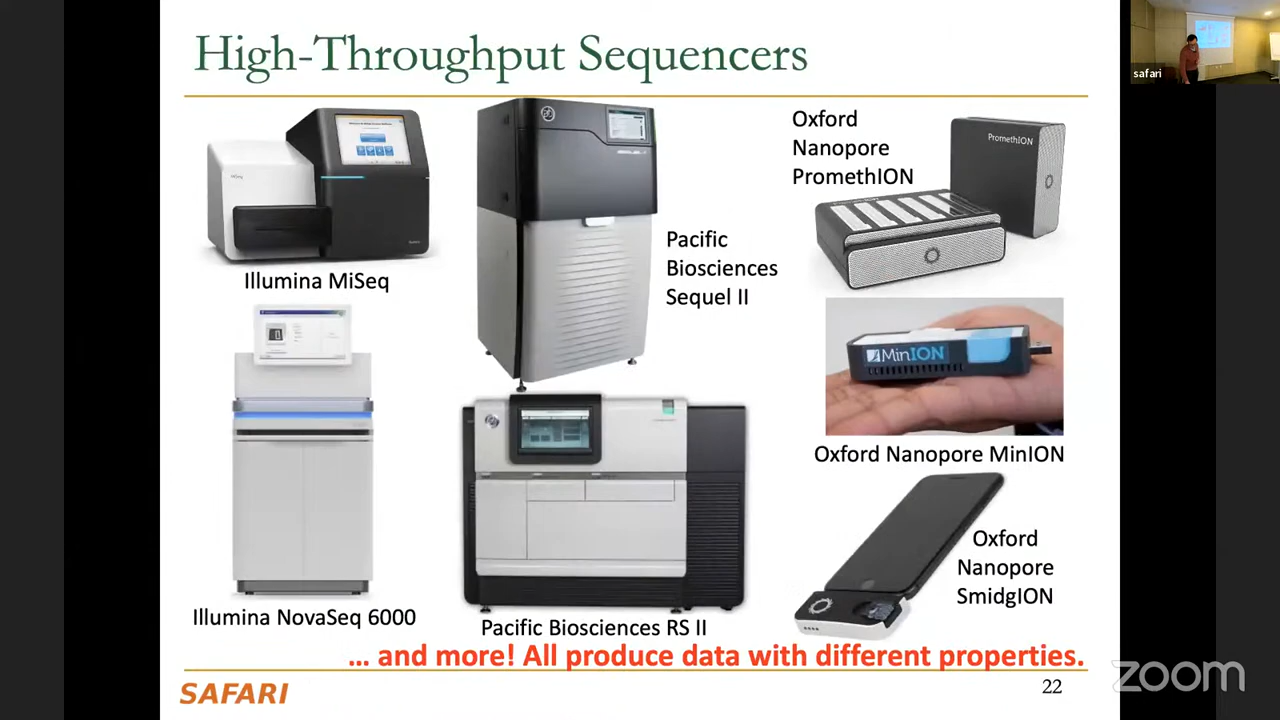 High-Throughput Sequencers
safari
Illumina MiSeq
Pacific
Biosciences
Sequel II
Oxford
Nanopore
PromethION
PromethION
MinION
Oxford Nanopore MinION
Illumina NovaSeq 6000
Pacific Biosciences RS II
Oxford
Nanopore
SmidgION
... and more! All produce data with different properties.
SAFARI
22
zoom